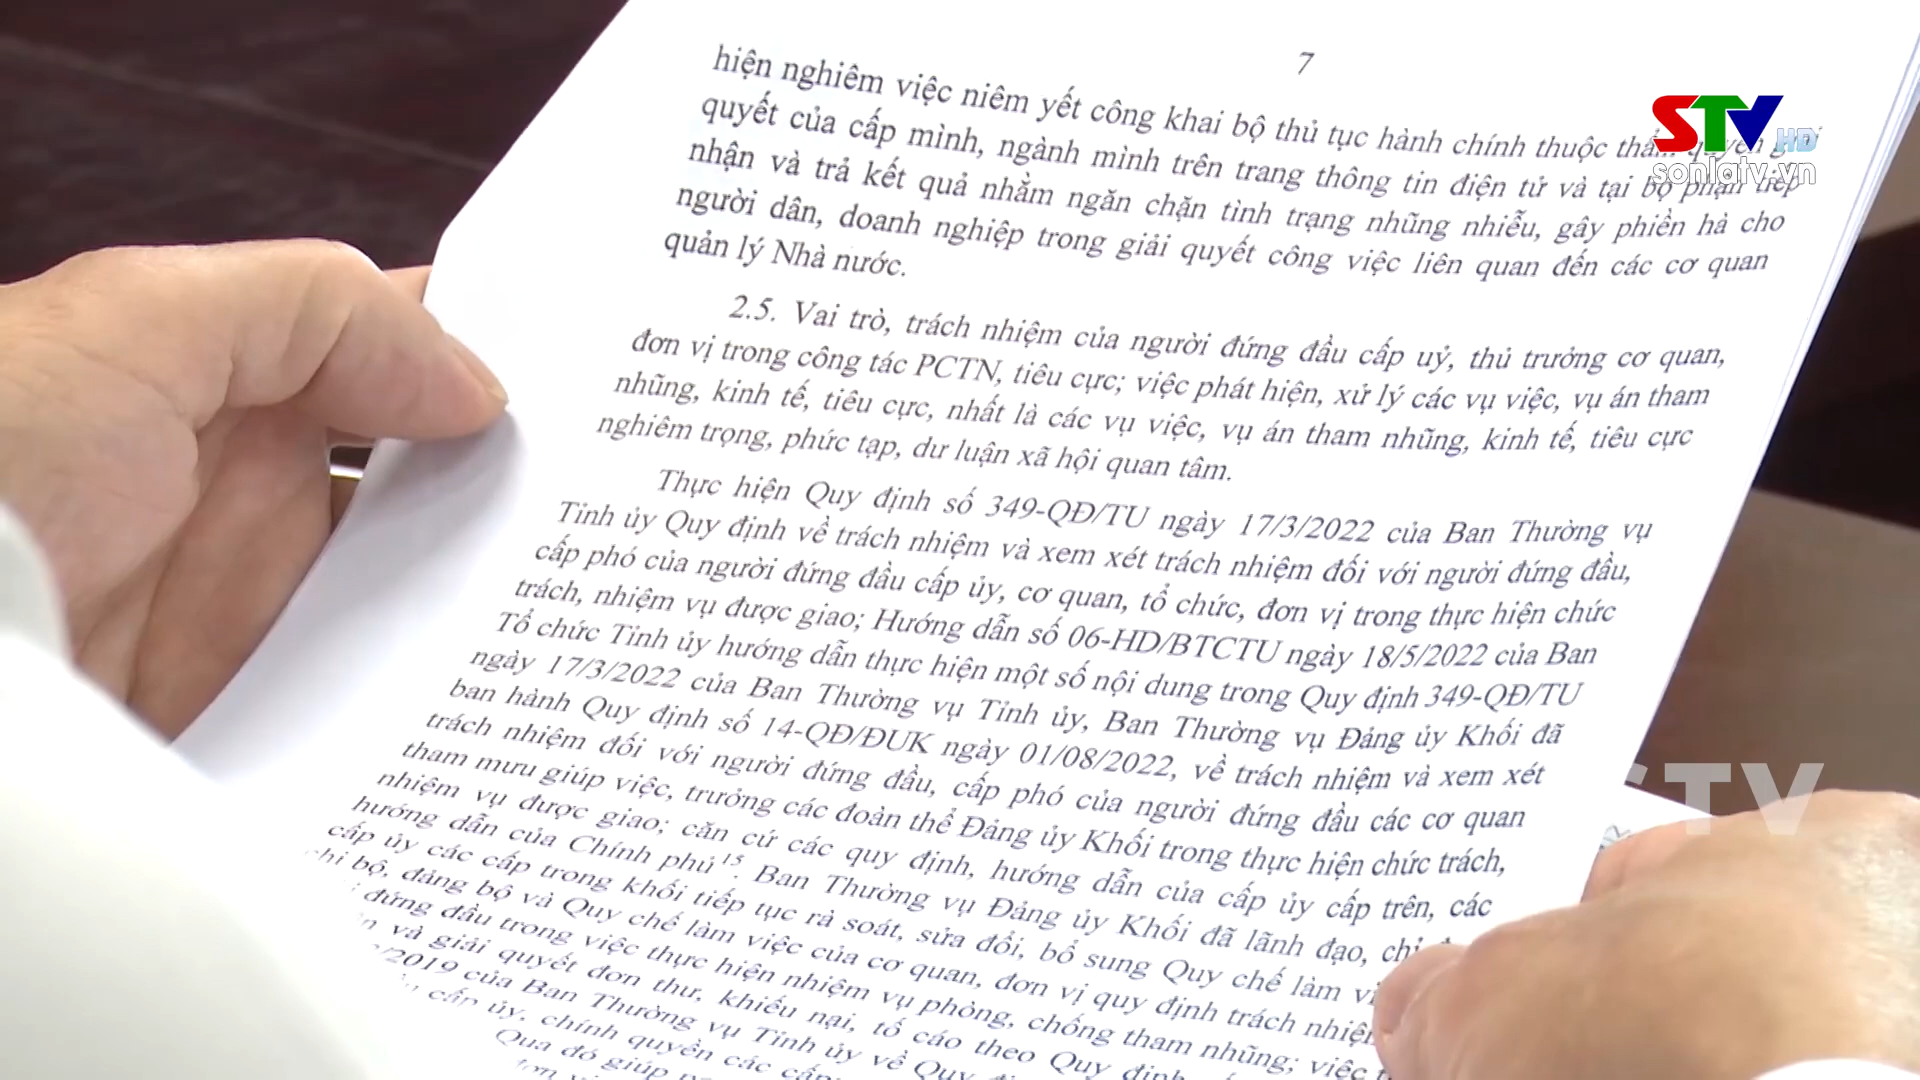 7
STV HD
sonlatv.vn
hiện nghiêm việc niêm yết công khai bộ thủ tục hành chính thuộc thẩm quyền giải
quyết của cấp mình, ngành mình trên trang thông tin điện tử và tại bộ phận tiếp
nhận và trả kết quả nhằm ngăn chặn tình trạng nhũng nhiễu, gây phiền hà cho
người dân, doanh nghiệp trong giải quyết công việc liên quan đến các cơ quan
quản lý Nhà nước.
2.5. Vai trò, trách nhiệm của người đứng đầu cấp uỷ, thủ trưởng cơ quan,
đơn vị trong công tác PCTN, tiêu cực; việc phát hiện, xử lý các vụ việc, vụ án tham
nhũng, kinh tế, tiêu cực, nhất là các vụ việc, vụ án tham nhũng, kinh tế, tiêu cực
nghiêm trọng, phức tạp, dư luận xã hội quan tâm.
Thực hiện Quy định số 349-QĐ/TU ngày 17/3/2022 của Ban Thường vụ
Tỉnh ủy Quy định về trách nhiệm và xem xét trách nhiệm đối với người đứng đầu,
cấp phó của người đứng đầu cấp ủy, cơ quan, tổ chức, đơn vị trong thực hiện chức
trách, nhiệm vụ được giao; Hướng dẫn số 06-HD/BTCTU ngày 18/5/2022 của Ban
Tổ chức Tỉnh ủy hướng dẫn thực hiện một số nội dung trong Quy định 349-QĐ/TU
ngày 17/3/2022 của Ban Thường vụ Tỉnh ủy, Ban Thường vụ Đảng ủy Khối đã
ban hành Quy định số 14-QĐ/ĐUK ngày 01/08/2022, về trách nhiệm và xem xét
trách nhiệm đối với người đứng đầu, cấp phó của người đứng đầu các cơ quan
tham mưu giúp việc, trưởng các đoàn thể Đảng ủy Khối trong thực hiện chức trách,
nhiệm vụ được giao; căn cứ các quy định, hướng dẫn của cấp ủy cấp trên, các
hướng dẫn của Chính phủ15. Ban Thường vụ Đảng ủy Khối đã lãnh đạo, chỉ
cấp ủy các cấp trong khối tiếp tục rà soát, sửa đổi, bổ sung Quy chế làm
chi bộ, đảng bộ và Quy chế làm việc của cơ quan, đơn vị quy định trách nhiệm
đứng đầu trong việc thực hiện nhiệm vụ phòng, chống tham nhũng; việc
và giải quyết đơn thư, khiếu nại, tố cáo theo Quy định
/2019 của Ban Thường vụ Tỉnh ủy về Quy
cấp ủy, chính quyền các cấp
Qua đó giúp
STV